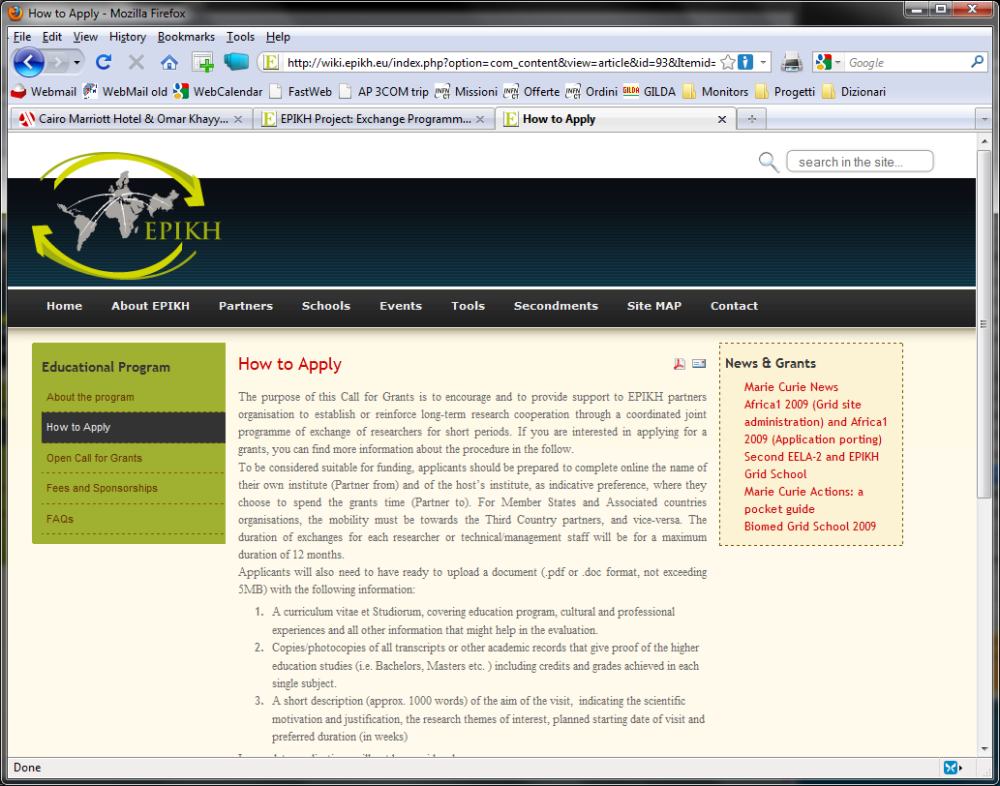 How to Apply - Mozilla Firefox
File Edit View History Bookmarks Tools Help
http://wiki.epikh.eu/index.php?option=com_content&view=article&id=93&Itemid=
Google
Webmail WebMail old WebCalendar FastWeb AP 3COM trip Missioni Offerte Ordini GILDA Monitors Progetti Dizionari
Cairo Marriott Hotel & Omar Khayy... EPIKH Project: Exchange Programm... How to Apply
search in the site...
EPIKH
Home About EPIKH Partners Schools Events Tools Secondments Site MAP Contact
Educational Program
About the program
How to Apply
Open Call for Grants
Fees and Sponsorships
FAQs
How to Apply
The purpose of this Call for Grants is to encourage and to provide support to EPIKH partners
organisation to establish or reinforce long-term research cooperation through a coordinated joint
programme of exchange of researchers for short periods. If you are interested in applying for a
grants, you can find more information about the procedure in the follow.
To be considered suitable for funding, applicants should be prepared to complete online the name of
their own institute (Partner from) and of the host's institute, as indicative preference, where they
choose to spend the grants time (Partner to). For Member States and Associated countries
organisations, the mobility must be towards the Third Country partners, and vice-versa. The
duration of exchanges for each researcher or technical/management staff will be for a maximum
duration of 12 months.
Applicants will also need to have ready to upload a document (.pdf or .doc format, not exceeding
5MB) with the following information:
1. A curriculum vitae et Studiorum, covering education program, cultural and professional
experiences and all other information that might help in the evaluation.
2. Copies/photocopies of all transcripts or other academic records that give proof of the higher
education studies (i.e. Bachelors, Masters etc. ) including credits and grades achieved in each
single subject.
3. A short description (approx. 1000 words) of the aim of the visit, indicating the scientific
motivation and justification, the research themes of interest, planned starting date of visit and
preferred duration (in weeks)
News & Grants
Marie Curie News
Africa1 2009 (Grid site
administration) and Africa1
2009 (Application porting)
Second EELA-2 and EPIKH
Grid School
Marie Curie Actions: a
pocket guide
Biomed Grid School 2009
Done